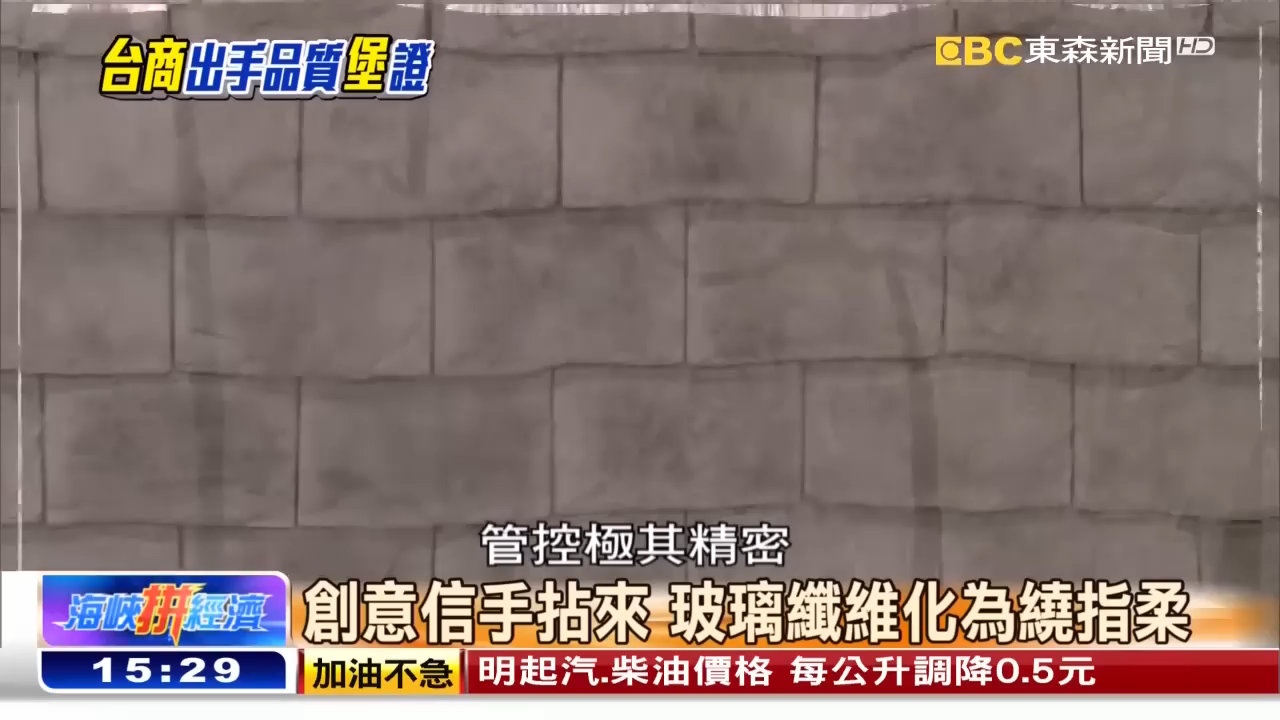 台商出手品質堡證
EBC東森新聞HD
管控極其精密
海峽拼經濟
創意信手拈來 玻璃纖維化為繞指柔
15:29
加油不急
明起汽.柴油價格 每公升調降0.5元